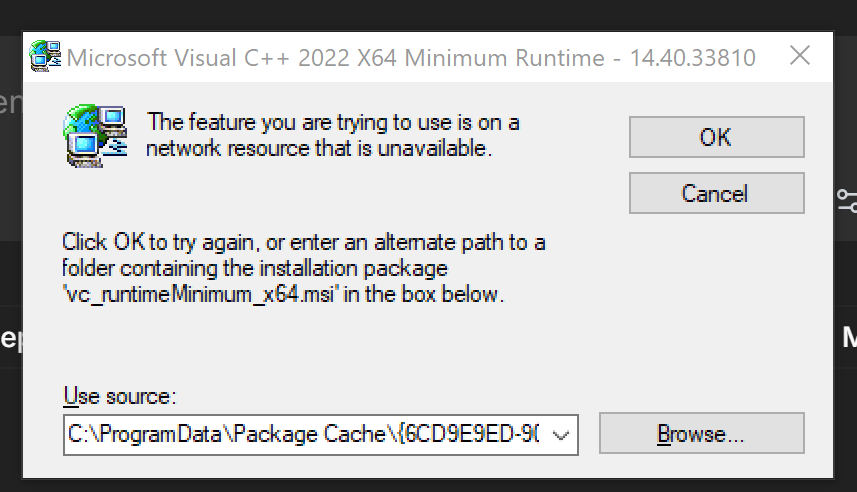 Microsoft Visual C++ 2022 X64 Minimum Runtime - 14.40.33810
The feature you are trying to use is on a
network resource that is unavailable.
OK
Cancel
Click OK to try again, or enter an alternate path to a
folder containing the installation package
'vc_runtimeMinimum_x64.msi' in the box below.
Use source:
C:\ProgramData\Package Cache\{6CD9E9ED-90
Browse...